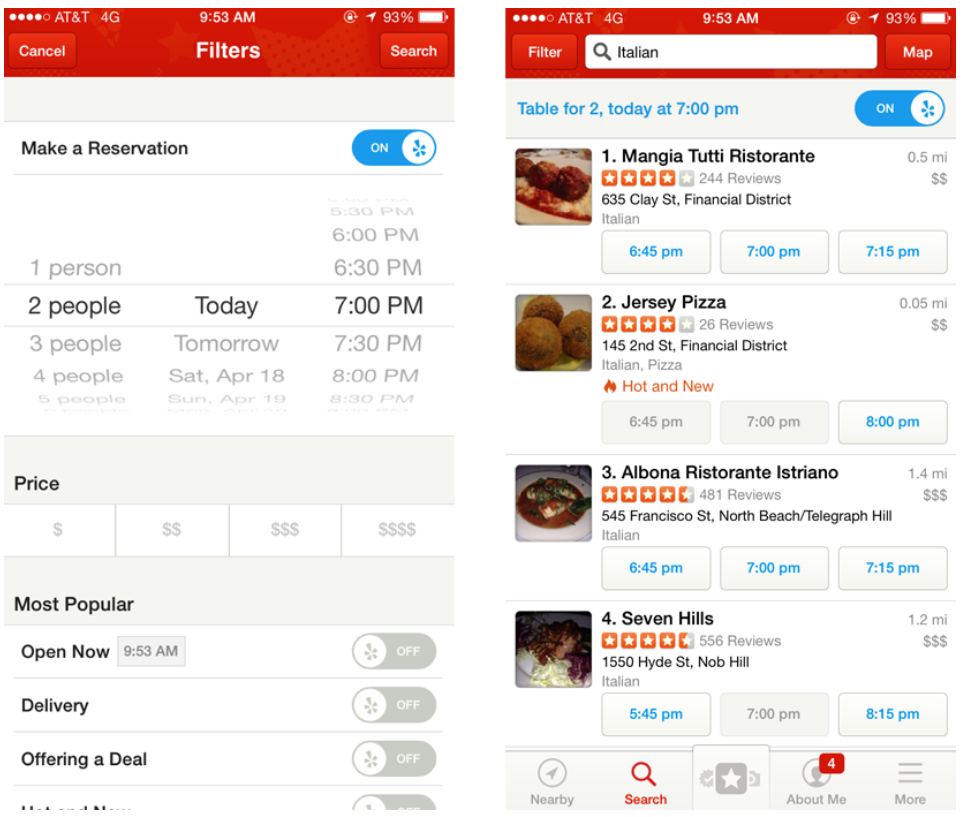 AT&T 4G 9:53 AM 93%
Cancel Filters Search
Make a Reservation ON
5:30 PM
6:00 PM
1 person 6:30 PM
2 people Today 7:00 PM
3 people Tomorrow 7:30 PM
4 people Sat, Apr 18 8:00 PM
5 people Sun, Apr 19 8:30 PM
Price
$ $$ $$$ $$$$
Most Popular
Open Now 9:53 AM OFF
Delivery OFF
Offering a Deal OFF
Hot and New OFF
AT&T 4G 9:53 AM 93%
Filter Italian Map
Table for 2, today at 7:00 pm ON
1. Mangia Tutti Ristorante 0.5 mi
244 Reviews $$
635 Clay St, Financial District
Italian
6:45 pm 7:00 pm 7:15 pm
2. Jersey Pizza 0.05 mi
26 Reviews $$
145 2nd St, Financial District
Italian, Pizza
Hot and New
6:45 pm 7:00 pm 8:00 pm
3. Albona Ristorante Istriano 1.4 mi
481 Reviews $$$
545 Francisco St, North Beach/Telegraph Hill
Italian
6:45 pm 7:00 pm 7:15 pm
4. Seven Hills 1.2 mi
556 Reviews $$$
1550 Hyde St, Nob Hill
Italian
5:45 pm 7:00 pm 8:15 pm
4
Nearby Search About Me More